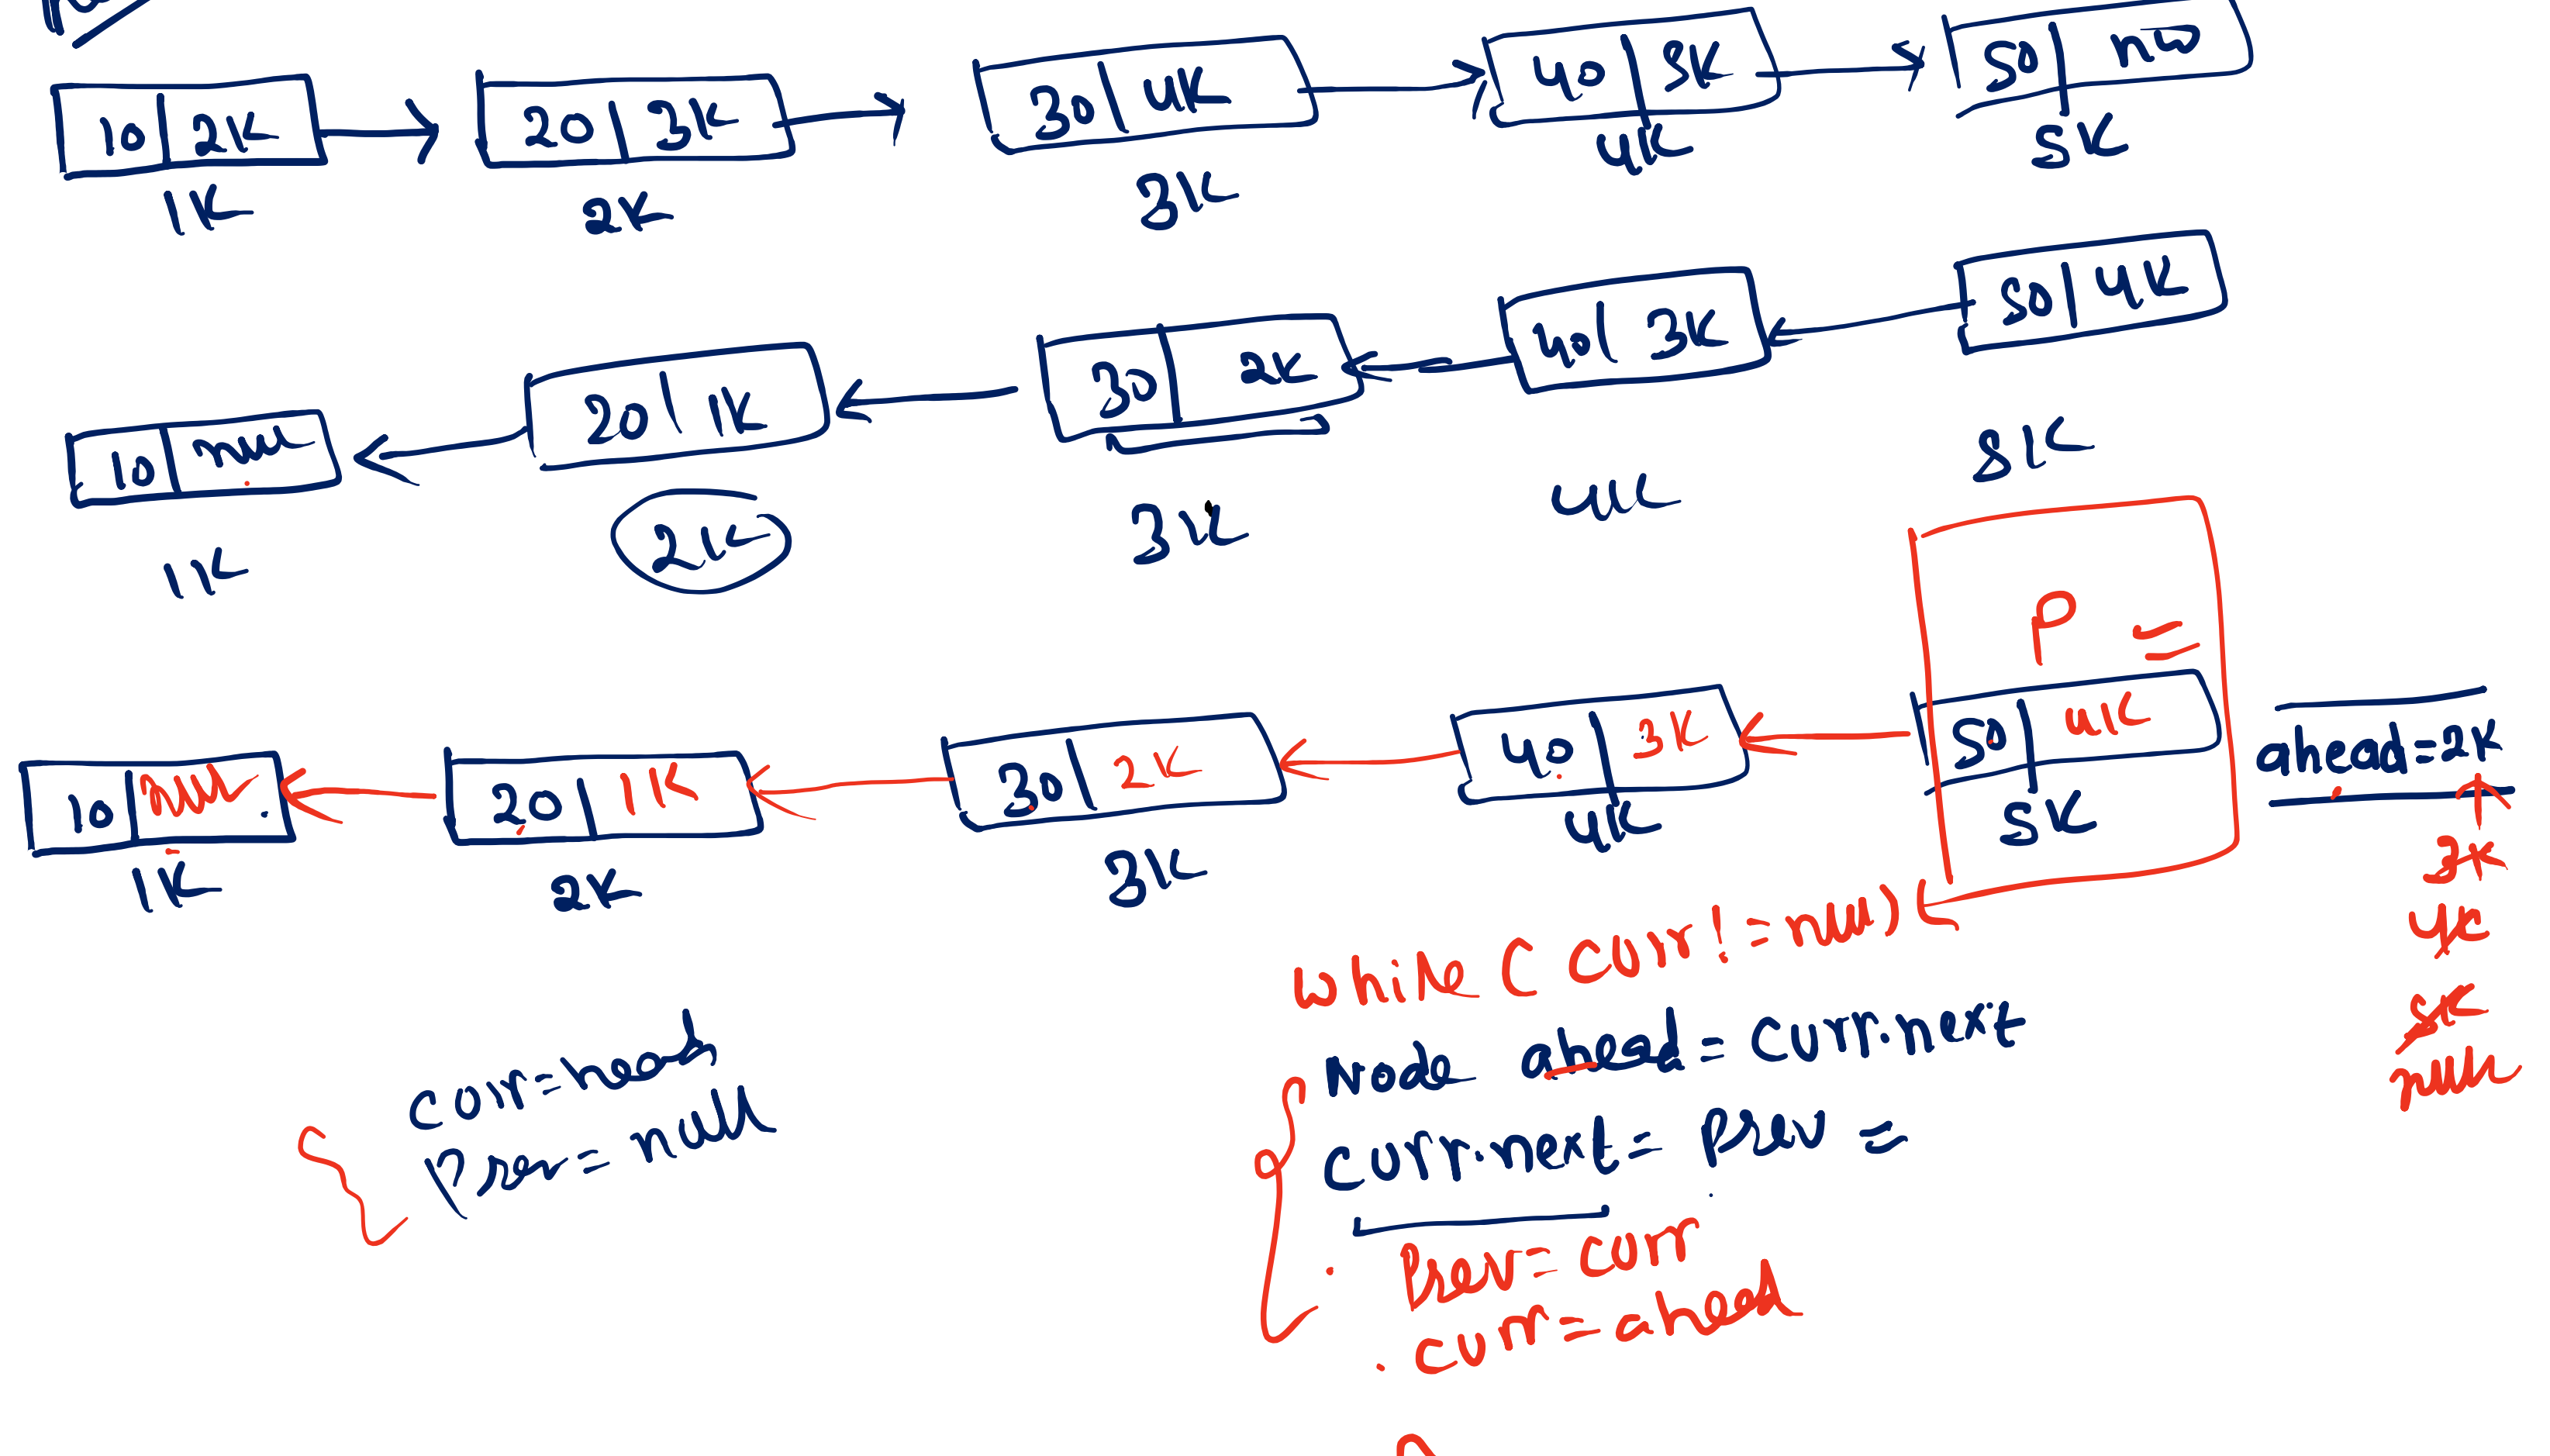 10 | 2K 20 | 3K 30 | 4K 40 | 5K 50 | null
1K 2K 3K 4K 5K
10 | null 20 | 1K 30 | 2K 40 | 3K 50 | 4K
1K 2K 3K 4K 5K
P =
10 | null 20 | 1K 30 | 2K 40 | 3K 50 | 4K ahead=2K
1K 2K 3K 4K 5K 3K
4K
5K
null
while ( curr! = null) {
curr=head
Prev=null
Node ahead = curr.next
curr.next = Prev =
Prev= curr
curr=ahead